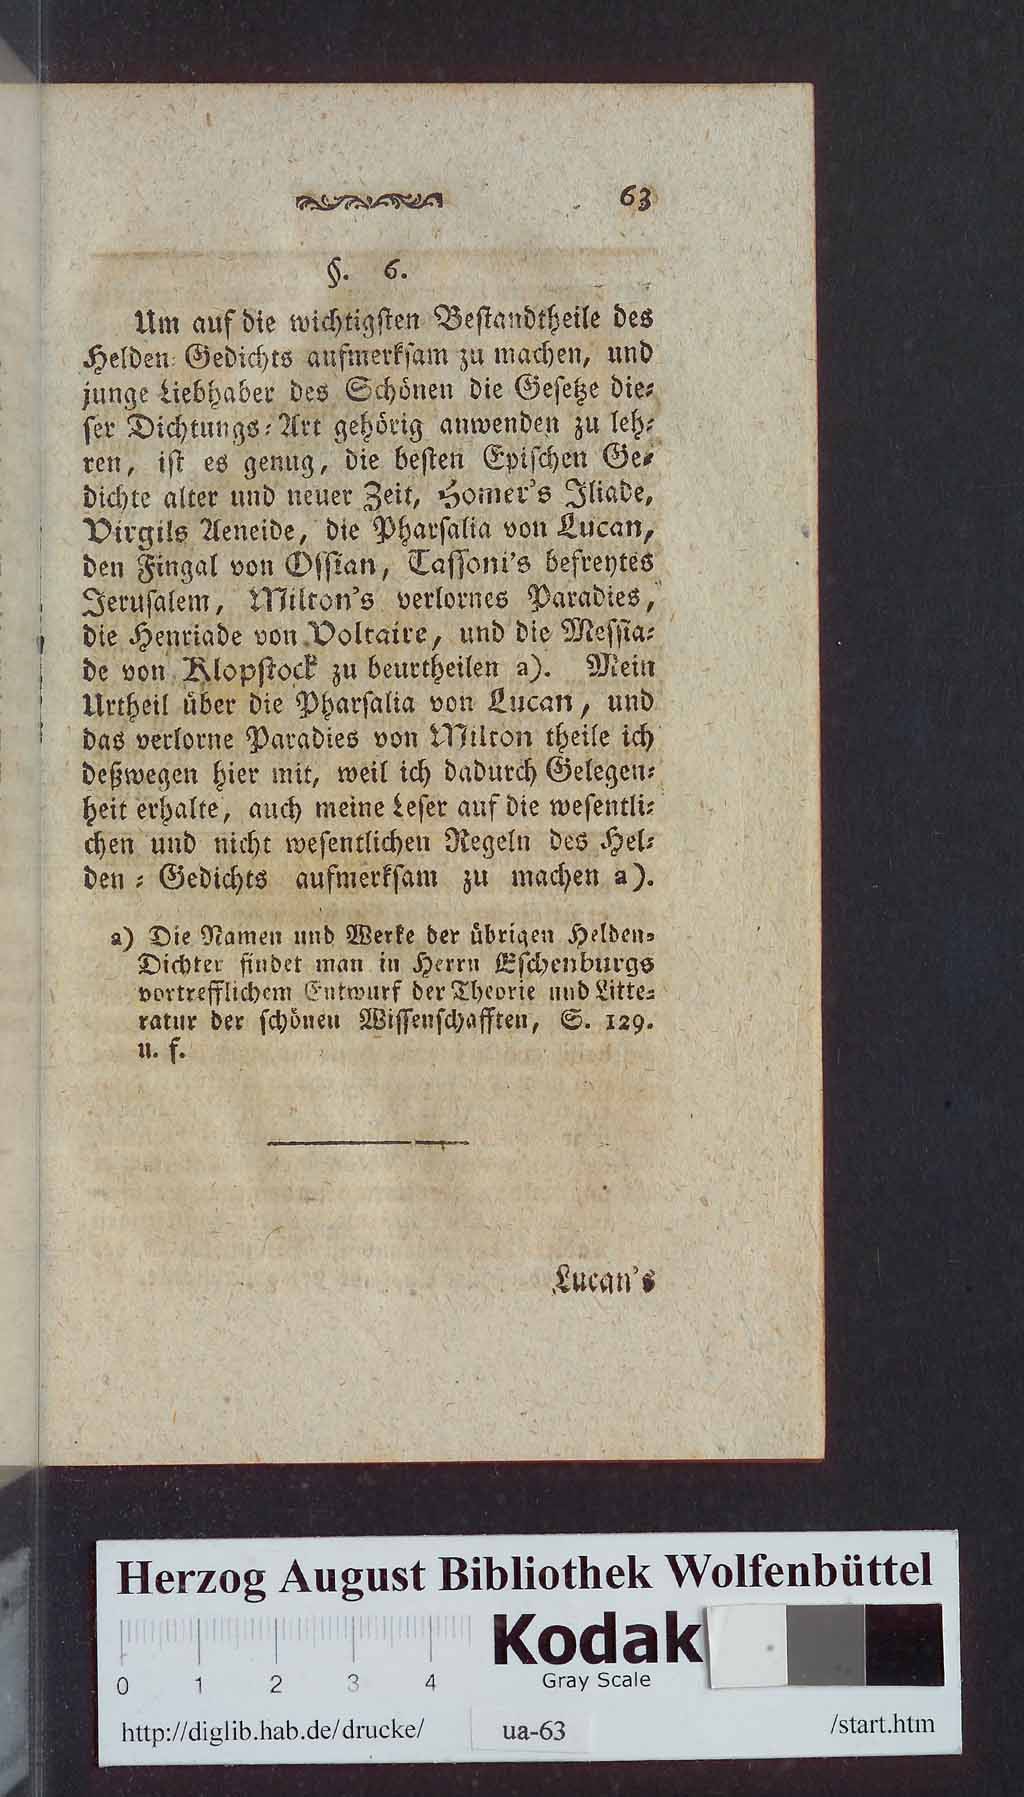 63
§. 6.
Um auf die wichtigsten Bestandtheile des
Helden-Gedichts aufmerksam zu machen, und
junge Liebhaber des Schönen die Gesetze die-
ser Dichtungs-Art gehörig anwenden zu leh-
ren, ist es genug, die besten Epischen Ge-
dichte alter und neuer Zeit, Homer's Iliade,
Virgils Aeneide, die Pharsalia von Lucan,
den Fingal von Ossian, Tassoni's befreytes
Jerusalem, Milton's verlornes Paradies,
die Henriade von Voltaire, und die Messia-
de von Klopstock zu beurtheilen a). Mein
Urtheil über die Pharsalia von Lucan, und
das verlorne Paradies von Milton theile ich
deßwegen hier mit, weil ich dadurch Gelegen-
heit erhalte, auch meine Leser auf die wesentli-
chen und nicht wesentlichen Regeln des Hel-
den-Gedichts aufmerksam zu machen a).
a) Die Namen und Werke der übrigen Helden-
Dichter findet man in Herrn Eschenburgs
vortrefflichem Entwurf der Theorie und Litte-
ratur der schönen Wissenschafften, S. 129.
u. f.
Lucan's
Herzog August Bibliothek Wolfenbüttel
Kodak
Gray Scale
0 1 2 3 4
http://diglib.hab.de/drucke/ ua-63 /start.htm